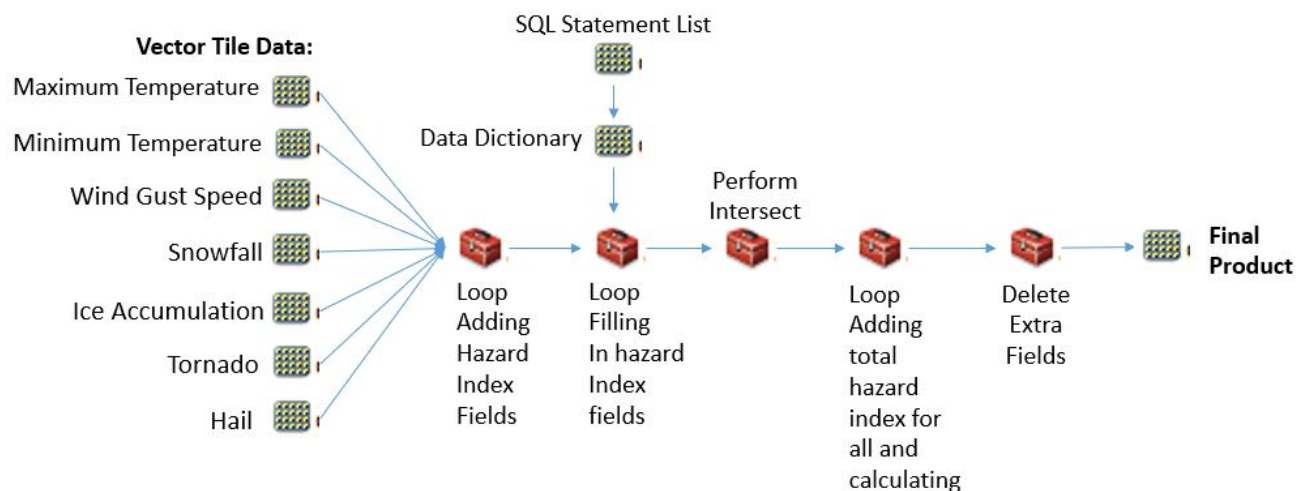 SQL Statement List
Vector Tile Data:
Maximum Temperature
Minimum Temperature
Wind Gust Speed
Snowfall
Ice Accumulation
Tornado
Hail
Data Dictionary
Perform
Intersect
Loop
Adding
Hazard
Index
Fields
Loop
Filling
In hazard
Index
fields
Loop
Adding
total
hazard
index for
all and
calculating
Delete
Extra
Fields
Final
Product